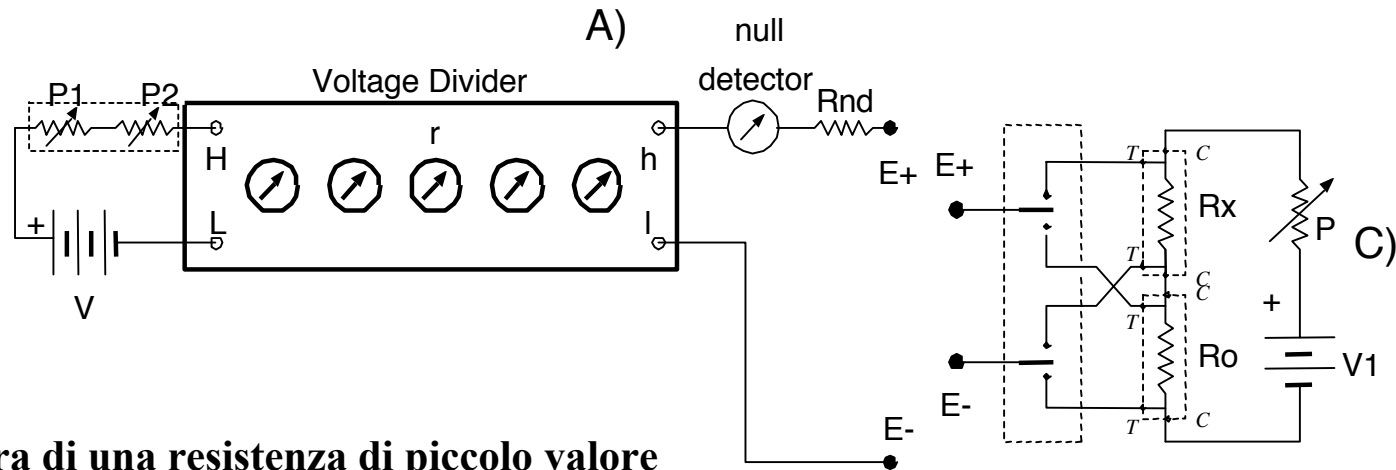 A)
null
detector
Voltage Divider
P1 P2
Rnd
H
r
h
E+ E+
T C
Rx
P
C)
+
L
l
T
C
C
+
V
T
Ro
V1
E-
E-
T C
ra di una resistenza di piccolo valore